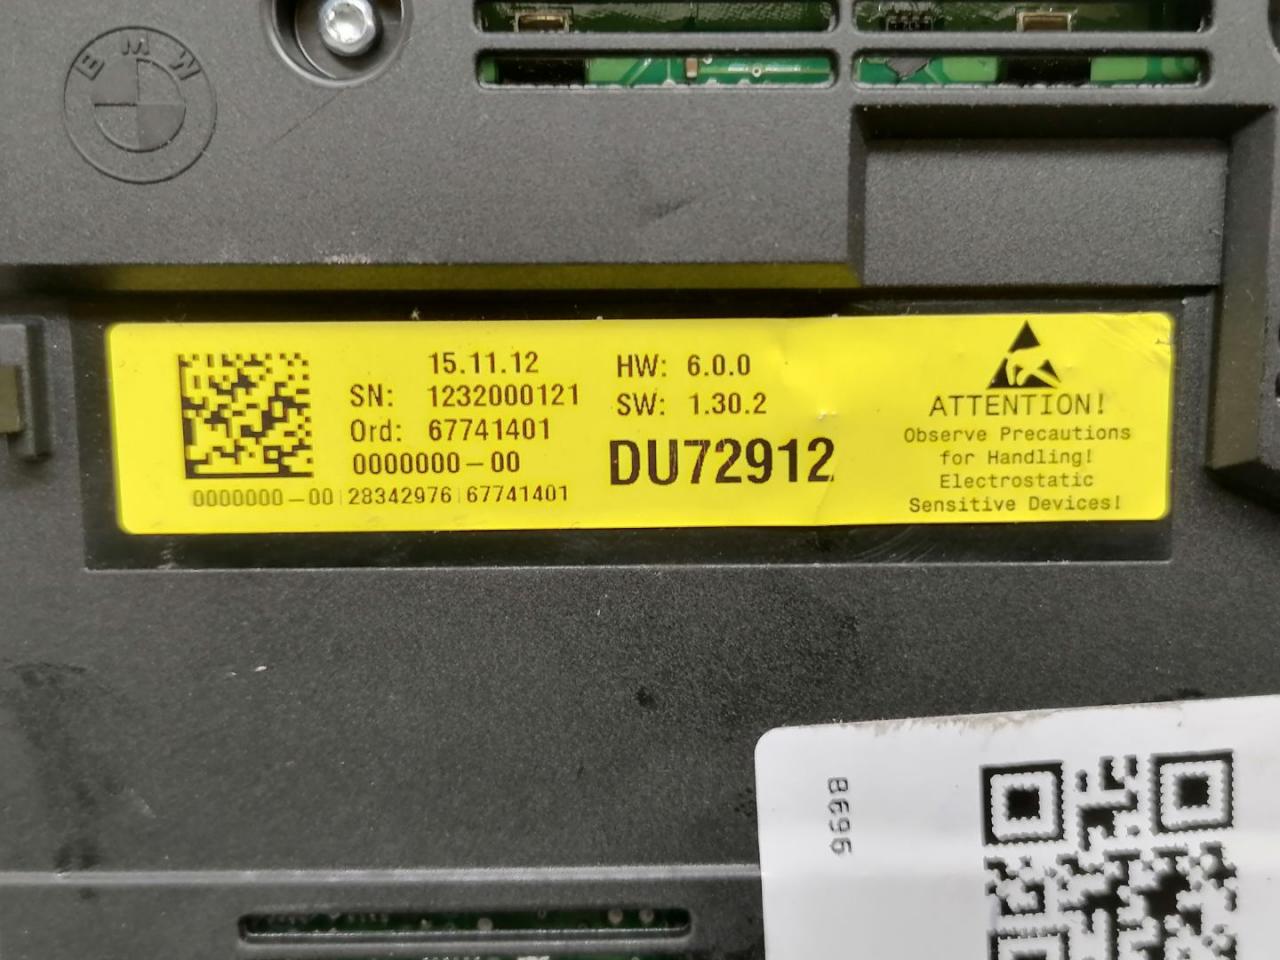 BMW
15.11.12
SN: 1232000121
Ord: 67741401
0000000-00
0000000-00|28342976|67741401
HW: 6.0.0
SW: 1.30.2
DU72912
ATTENTION!
Observe Precautions
for Handling!
Electrostatic
Sensitive Devices!
8696